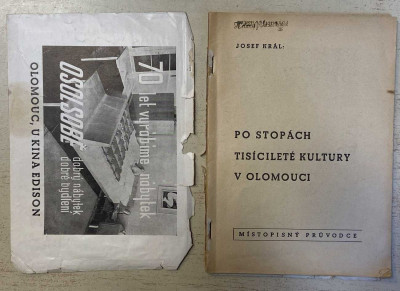 70 let vyrábíme nábytek
OSOLSOBĚ
dobrý nábytek
dobré bydlení
OLOMOUC, U KINA EDISON
JOSEF KRÁL:
PO STOPÁCH
TISÍCILETÉ KULTURY
V OLOMOUCI
MÍSTOPISNÝ PRŮVODCE